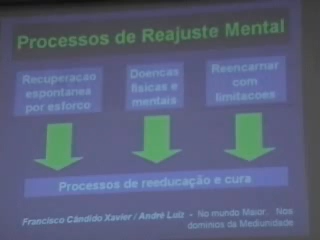 Processos de Reajuste Mental
Recuperacao
espontanea
por esforco
Doencas
fisicas e
mentais
Reencarnar
com
limitacoes
Processos de reeducação e cura
Francisco Cândido Xavier / André Luiz - No mundo Maior, Nos
domínios da Mediunidade